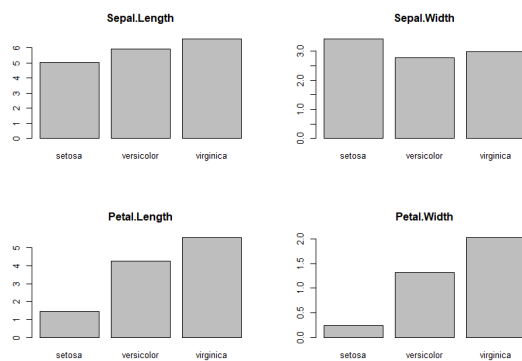 Sepal.Length
6
5
4
3
2
1
0
setosa versicolor virginica
Sepal.Width
3.0
2.0
1.0
0.0
setosa versicolor virginica
Petal.Length
5
4
3
2
1
0
setosa versicolor virginica
Petal.Width
2.0
1.5
1.0
0.5
0.0
setosa versicolor virginica